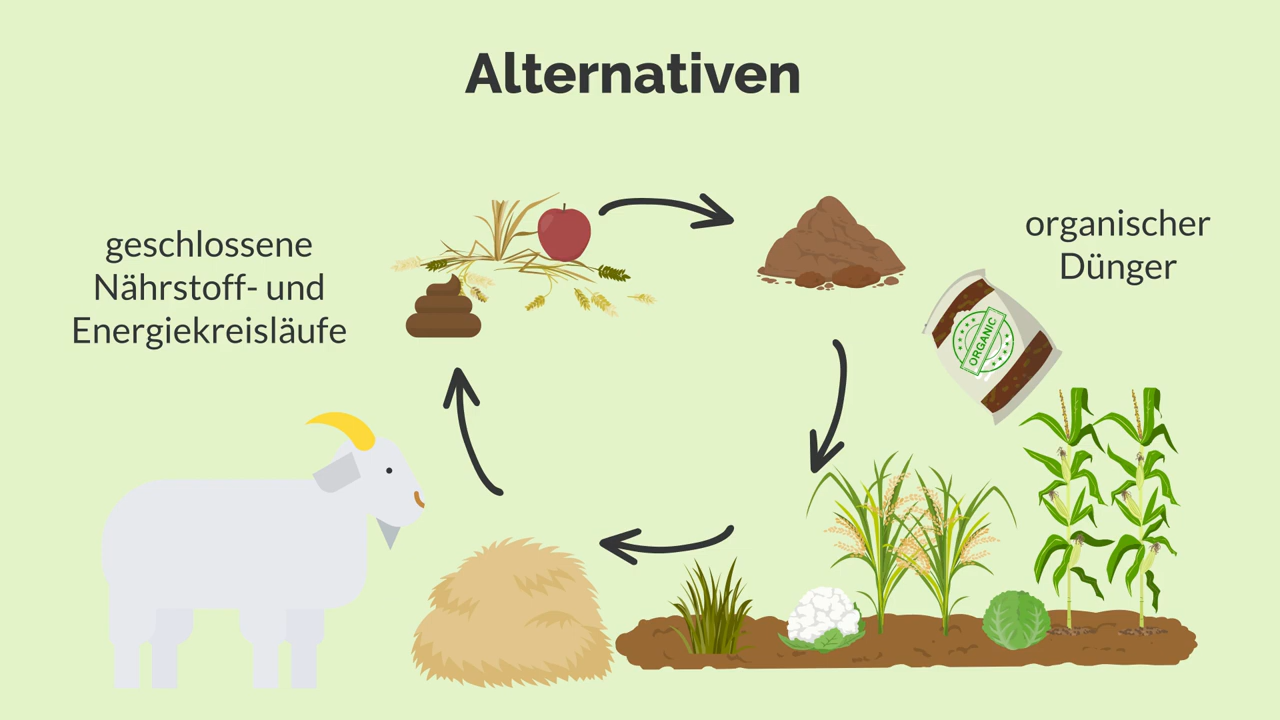 Alternativen
geschlossene
Nährstoff- und
Energiekreisläufe
organischer
Dünger
ORGANIC